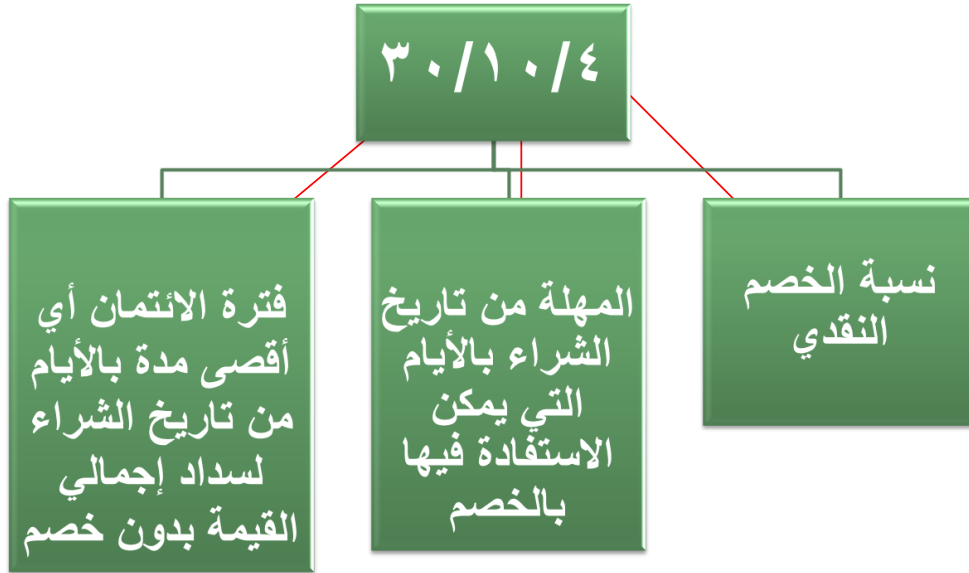 ٣٠/١٠/٤
نسبة الخصم
النقدي
المهلة من تاريخ
الشراء بالأيام
التي يمكن
الاستفادة فيها
بالخصم
فترة الائتمان أي
أقصى مدة بالأيام
من تاريخ الشراء
لسداد إجمالي
القيمة بدون خصم